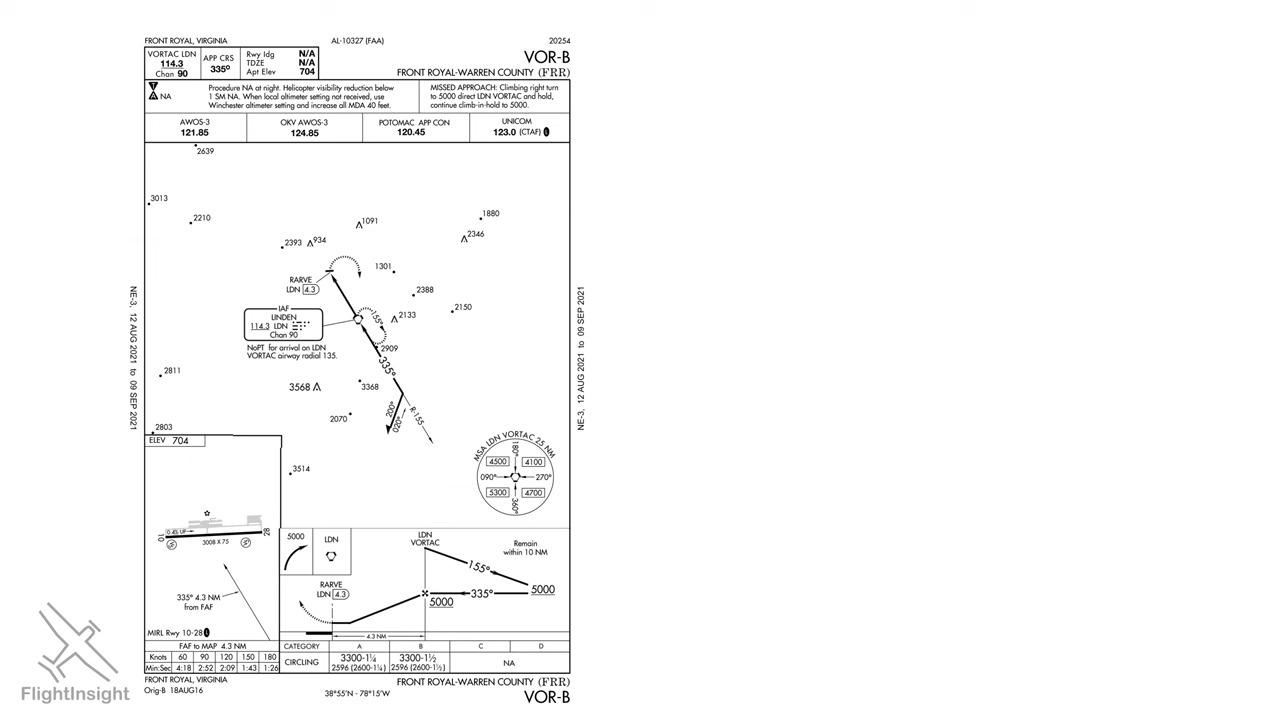 FRONT ROYAL, VIRGINIA AL-10327 (FAA) 20254
VORTAC LDN
114.3
Chan 90
APP CRS
335°
Rwy Idg N/A
TDZE N/A
Apt Elev 704
VOR-B
FRONT ROYAL-WARREN COUNTY (FRR)
T
A NA
Procedure NA at night. Helicopter visibility reduction below
1 SM NA. When local altimeter setting not received, use
Winchester altimeter setting and increase all MDA 40 feet.
MISSED APPROACH: Climbing right turn
to 5000 direct LDN VORTAC and hold,
continue climb-in-hold to 5000.
AWOS-3
121.85
OKV AWOS-3
124.85
POTOMAC APP CON
120.45
UNICOM
123.0 (CTAF) L
2639
3013
2210
1091
1880
2346
2393
934
1301
RARVE
LDN 4.3
2388
2150
IAF
LINDEN
114.3 LDN
Chan 90
155°
2133
NoPT for arrival on LDN
VORTAC airway radial 135.
2909
335°
2811
3568
3368
200°
020°
R-155
2070
2803
NE-3, 12 AUG 2021 to 09 SEP 2021
NE-3, 12 AUG 2021 to 09 SEP 2021
ELEV 704
3514
MSA LDN VORTAC 25 NM
180°
4500 4100
090° 270°
5300 4700
360°
0.4% UP
10
28
3008 X 75
335° 4.3 NM
from FAF
MIRL Rwy 10-28 L
5000
LDN
LDN
VORTAC
Remain
within 10 NM
155°
RARVE
LDN 4.3
5000
335°
5000
4.3 NM
FAF to MAP 4.3 NM
Knots 60 90 120 150 180
Min:Sec 4:18 2:52 2:09 1:43 1:26
CATEGORY A B C D
CIRCLING
3300-1¼
2596 (2600-1¼)
3300-1½
2596 (2600-1½)
NA
FRONT ROYAL, VIRGINIA
Orig-B 18AUG16
38°55'N - 78°15'W
FRONT ROYAL-WARREN COUNTY (FRR)
VOR-B
FlightInsight